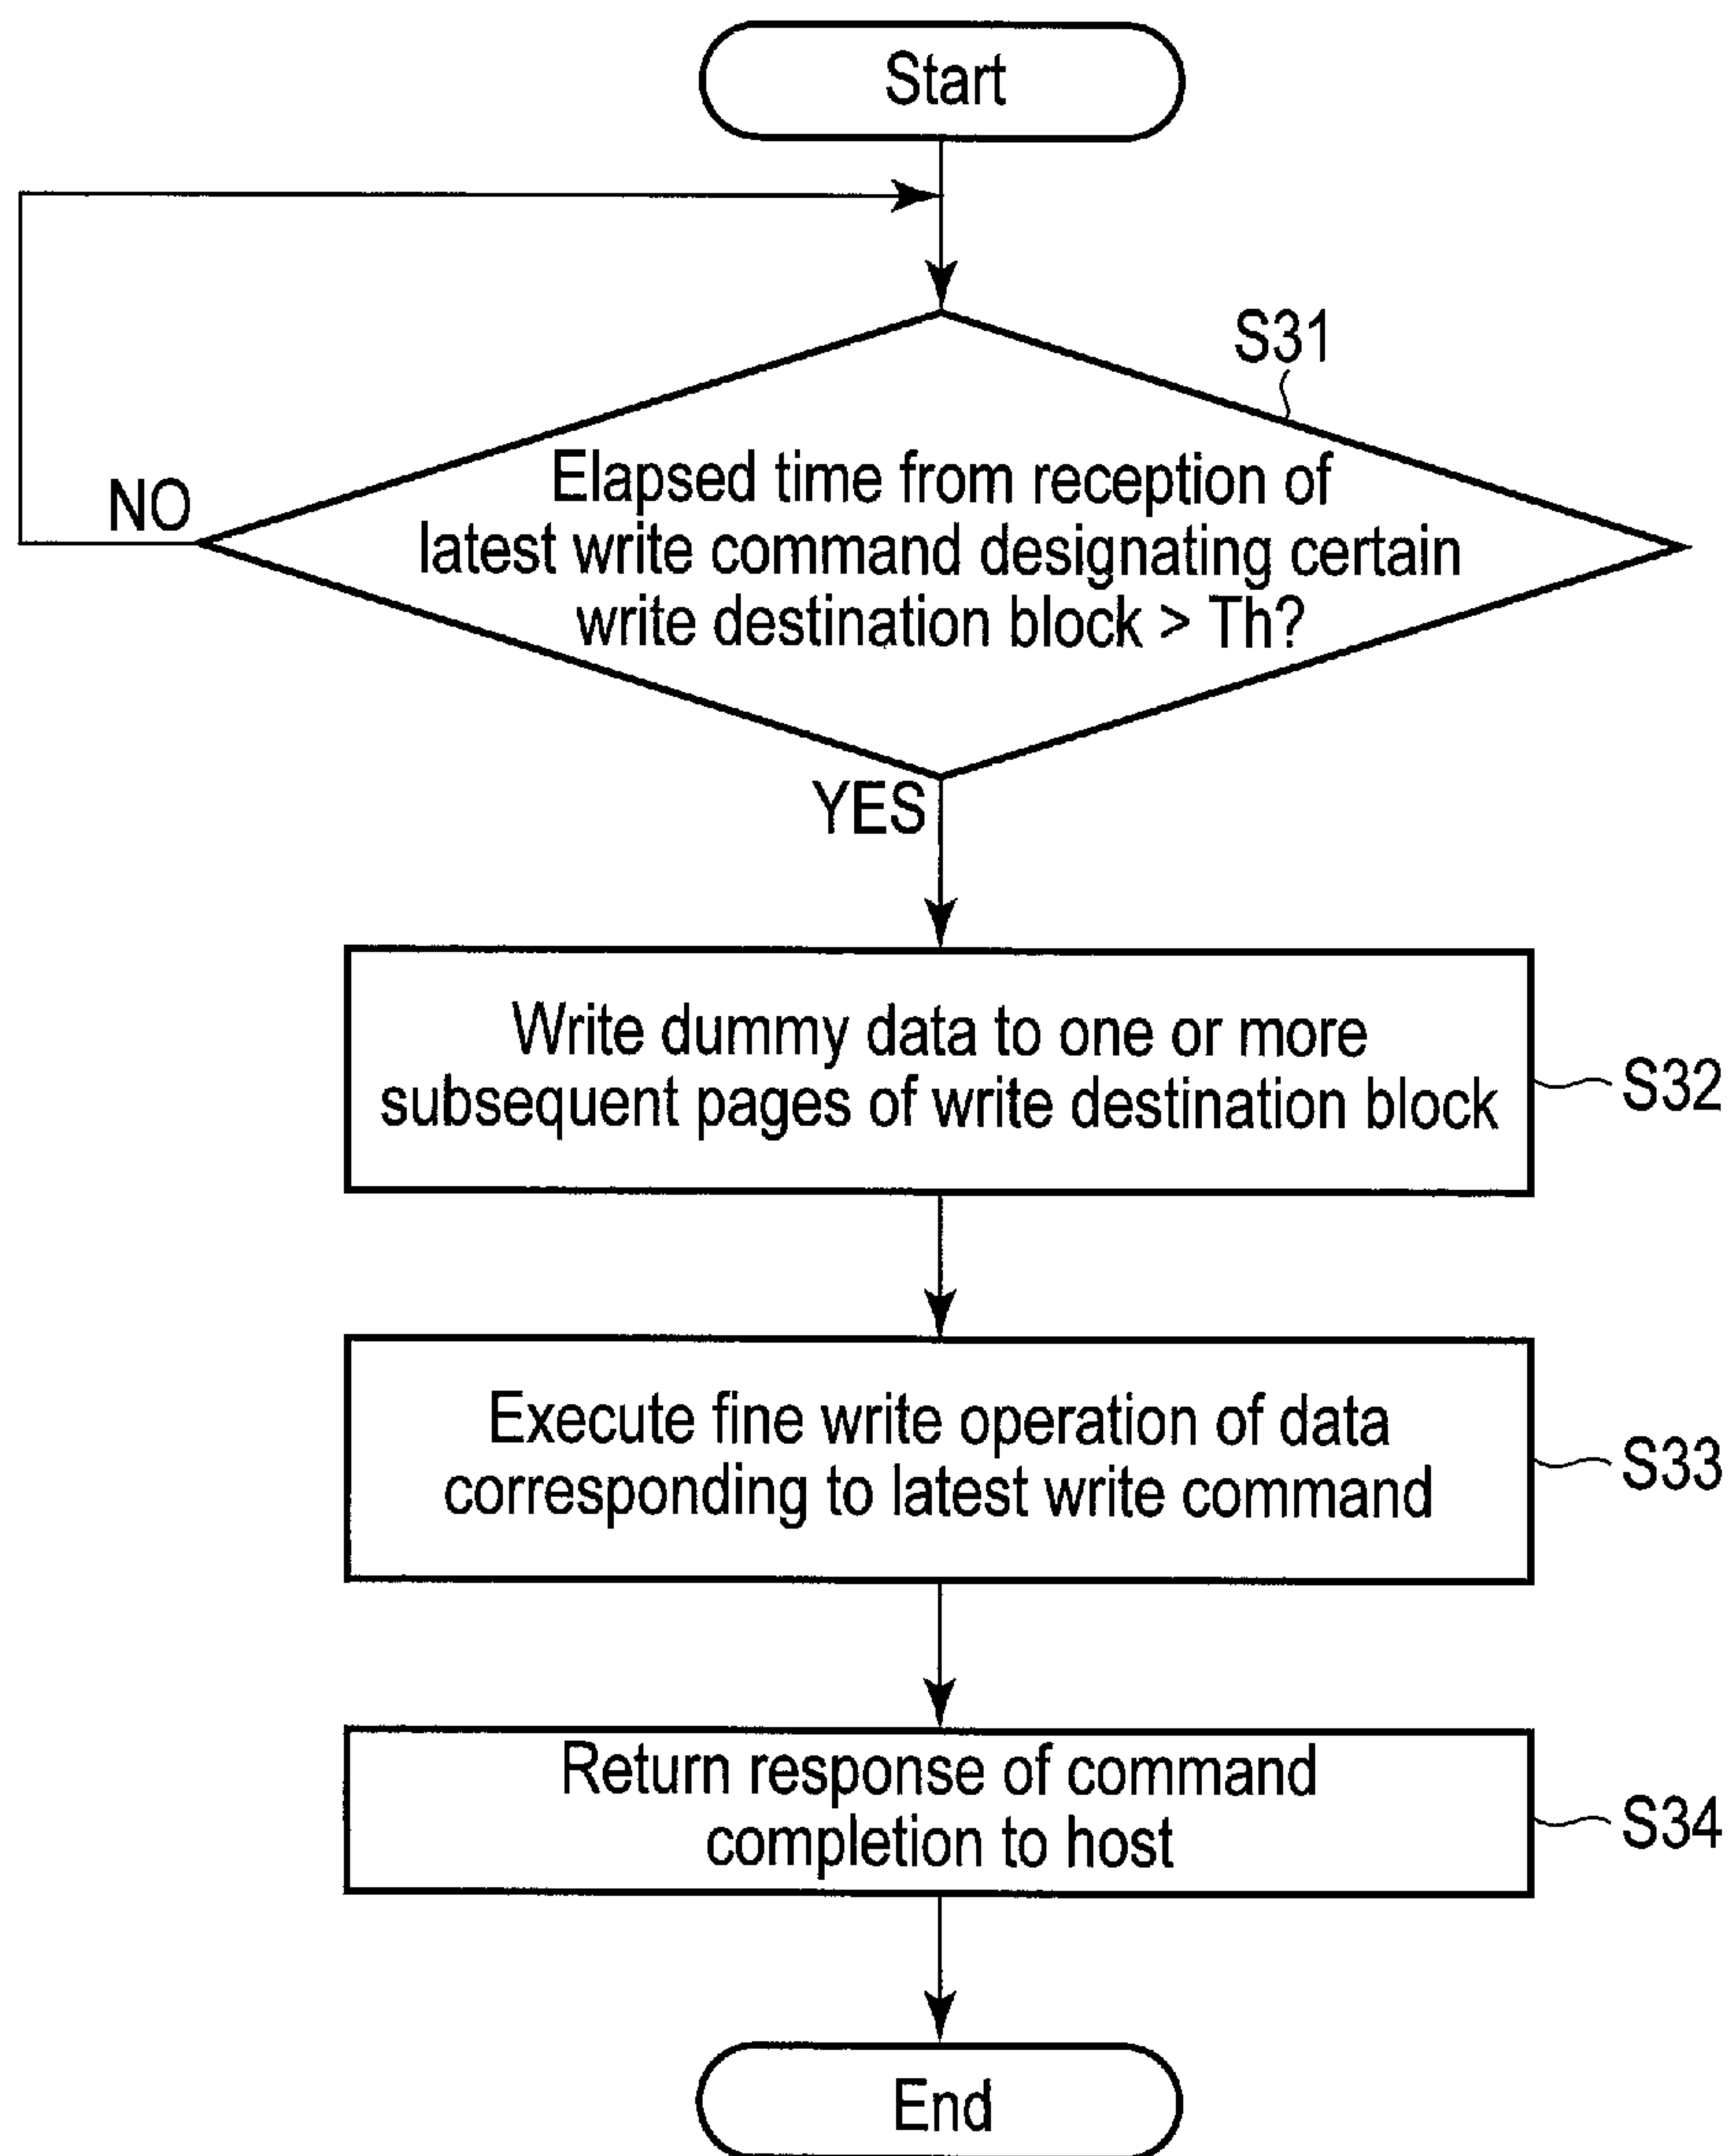 Start
S31
Elapsed time from reception of
latest write command designating certain
write destination block > Th?
NO
YES
Write dummy data to one or more
subsequent pages of write destination block
S32
Execute fine write operation of data
corresponding to latest write command
S33
Return response of command
completion to host
S34
End